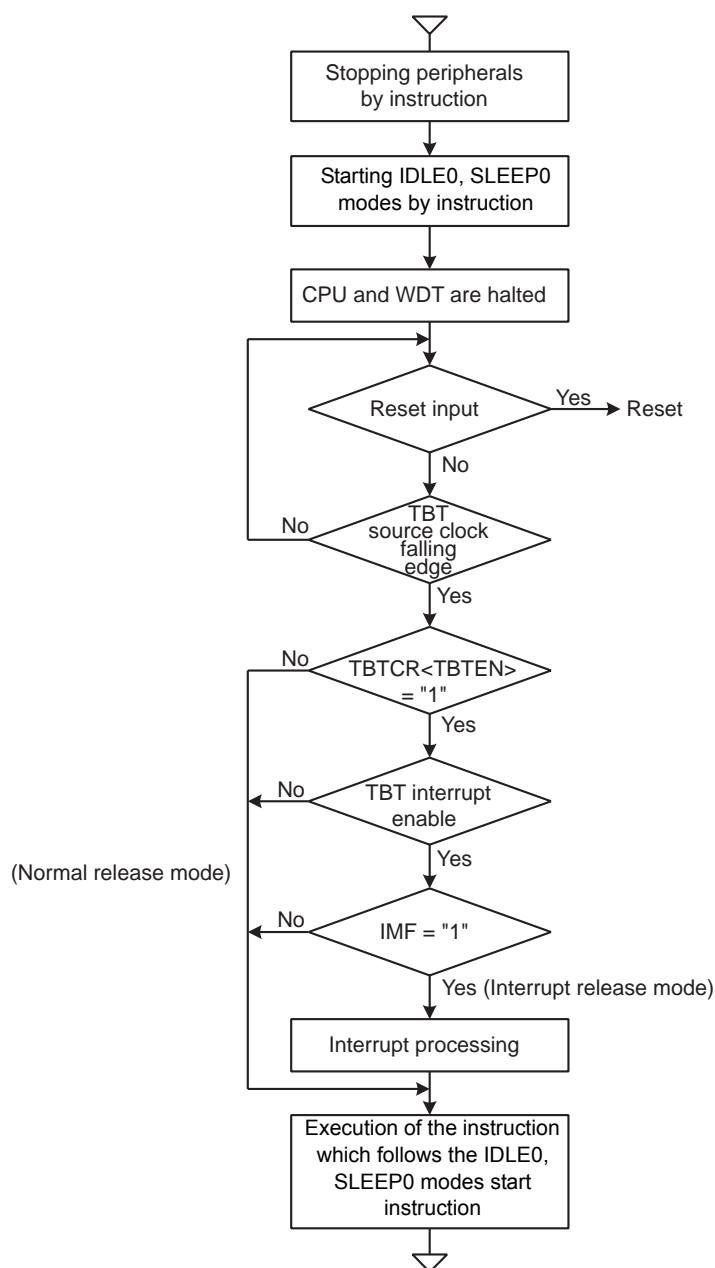 Stopping peripherals
by instruction
Starting IDLE0, SLEEP0
modes by instruction
CPU and WDT are halted
Reset input
Yes
Reset
No
No
TBT
source clock
falling
edge
Yes
No
TBTCR<TBTEN>
= "1"
Yes
No
TBT interrupt
enable
Yes
(Normal release mode)
No
IMF = "1"
Yes (Interrupt release mode)
Interrupt processing
Execution of the instruction
which follows the IDLE0,
SLEEP0 modes start
instruction